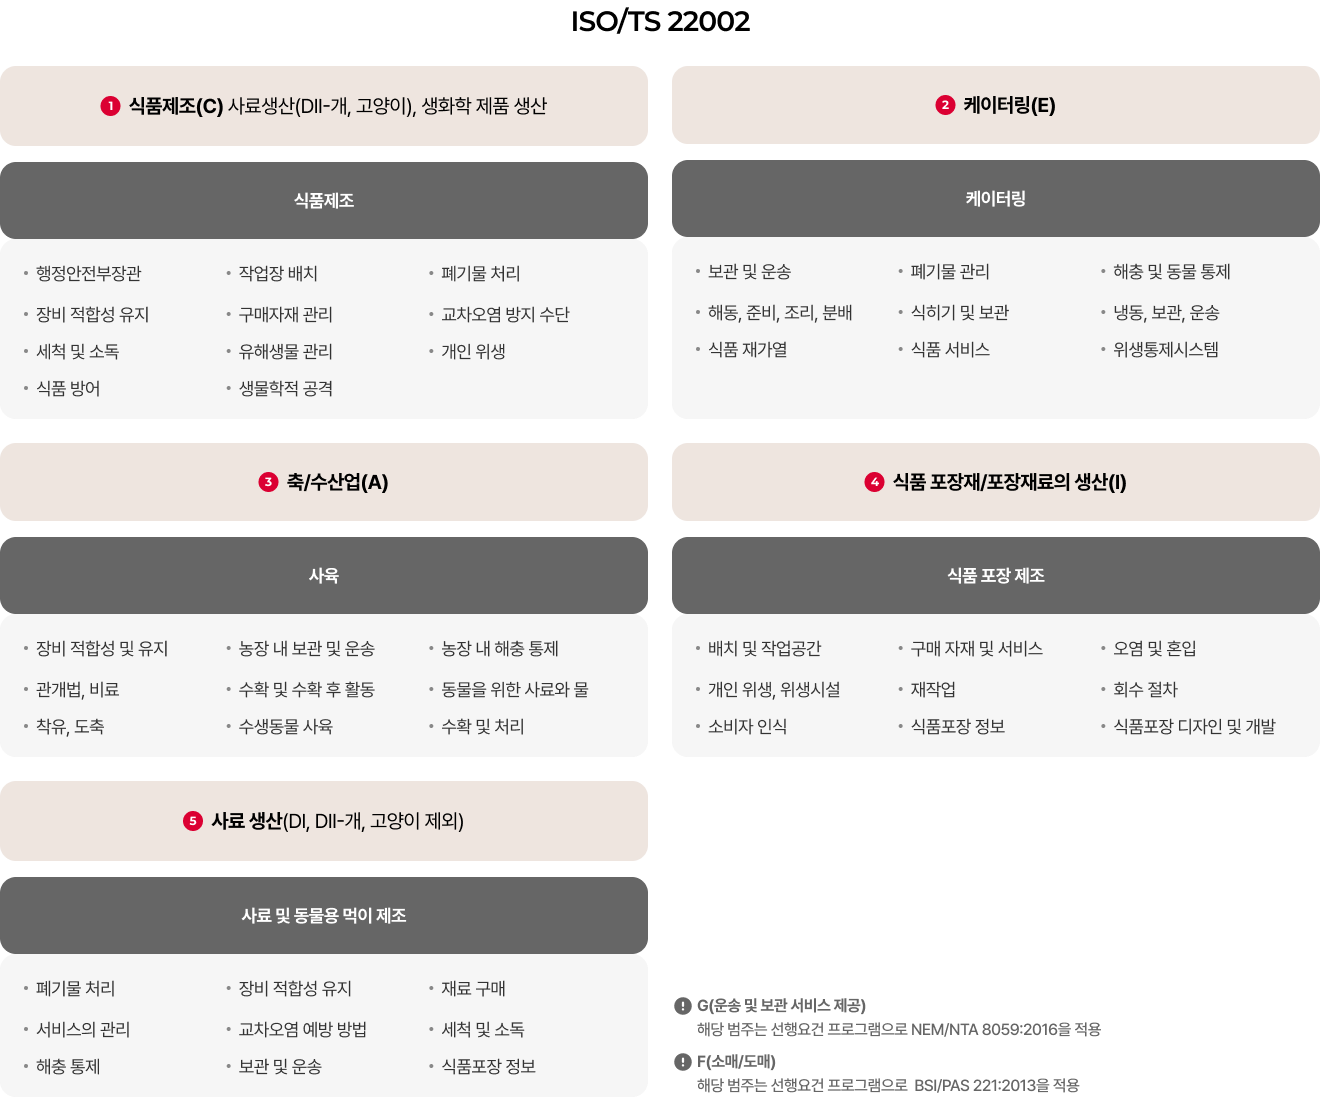 ISO/TS 22002
1 식품제조(C) 사료생산(DII-개, 고양이), 생화학 제품 생산
식품제조
• 행정안전부장관
• 작업장 배치
• 폐기물 처리
• 장비 적합성 유지
• 구매자재 관리
• 교차오염 방지 수단
• 세척 및 소독
• 유해생물 관리
• 개인 위생
• 식품 방어
• 생물학적 공격
2 케이터링(E)
케이터링
• 보관 및 운송
• 폐기물 관리
• 해충 및 동물 통제
• 해동, 준비, 조리, 분배
• 식히기 및 보관
• 냉동, 보관, 운송
• 식품 재가열
• 식품 서비스
• 위생통제시스템
3 축/수산업(A)
사육
• 장비 적합성 및 유지
• 농장 내 보관 및 운송
• 농장 내 해충 통제
• 관개법, 비료
• 수확 및 수확 후 활동
• 동물을 위한 사료와 물
• 착유, 도축
• 수생동물 사육
• 수확 및 처리
4 식품 포장재/포장재료의 생산(I)
식품 포장 제조
• 배치 및 작업공간
• 구매 자재 및 서비스
• 오염 및 혼입
• 개인 위생, 위생시설
• 재작업
• 회수 절차
• 소비자 인식
• 식품포장 정보
• 식품포장 디자인 및 개발
5 사료 생산(DI, DII-개, 고양이 제외)
사료 및 동물용 먹이 제조
• 폐기물 처리
• 장비 적합성 유지
• 재료 구매
• 서비스의 관리
• 교차오염 예방 방법
• 세척 및 소독
• 해충 통제
• 보관 및 운송
• 식품포장 정보
! G(운송 및 보관 서비스 제공)
해당 범주는 선행요건 프로그램으로 NEM/NTA 8059:2016을 적용
! F(소매/도매)
해당 범주는 선행요건 프로그램으로 BSI/PAS 221:2013을 적용